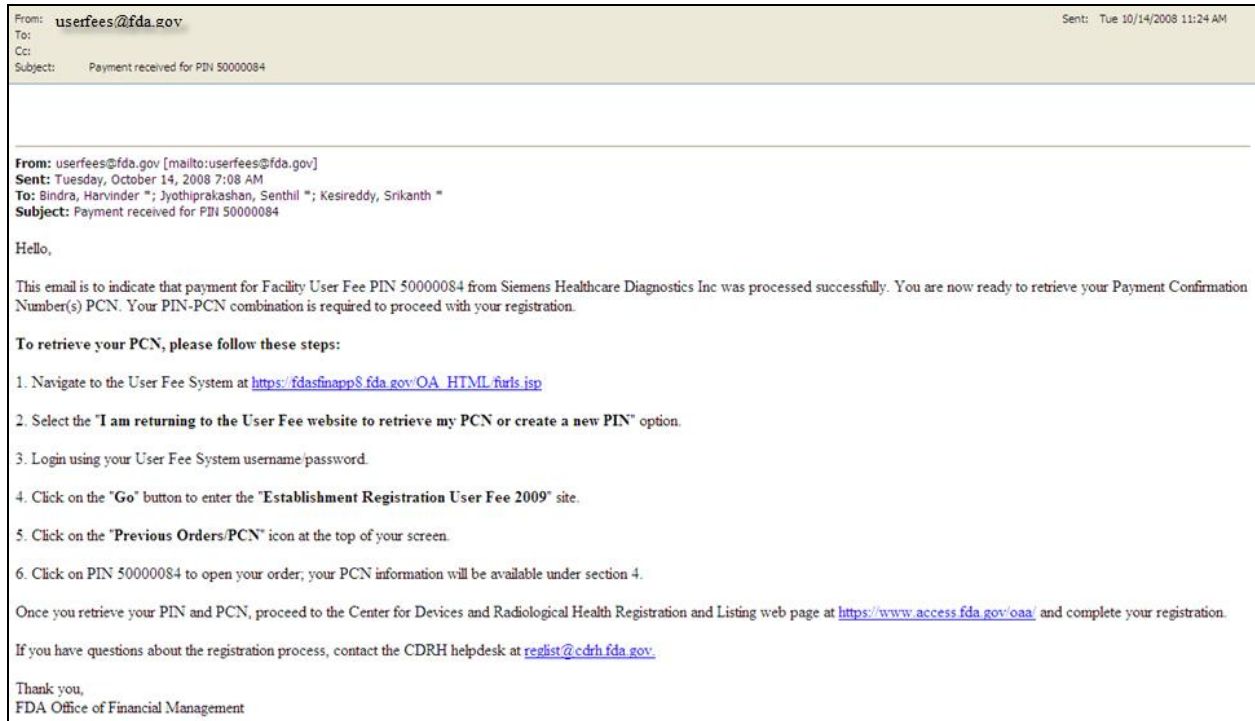 From: userfees@fda.gov Sent: Tue 10/14/2008 11:24 AM
To:
Cc:
Subject: Payment received for PIN 50000084
From: userfees@fda.gov [mailto:userfees@fda.gov]
Sent: Tuesday, October 14, 2008 7:08 AM
To: Bindra, Harvinder *; Jyothiprakashan, Senthil *; Kesireddy, Srikanth *
Subject: Payment received for PIN 50000084
Hello,
This email is to indicate that payment for Facility User Fee PIN 50000084 from Siemens Healthcare Diagnostics Inc was processed successfully. You are now ready to retrieve your Payment Confirmation
Number(s) PCN. Your PIN-PCN combination is required to proceed with your registration.
To retrieve your PCN, please follow these steps:
1. Navigate to the User Fee System at https://fdasfinapp8.fda.gov/OA_HTML/furls.jsp
2. Select the "I am returning to the User Fee website to retrieve my PCN or create a new PIN" option.
3. Login using your User Fee System username/password.
4. Click on the "Go" button to enter the "Establishment Registration User Fee 2009" site.
5. Click on the "Previous Orders/PCN" icon at the top of your screen.
6. Click on PIN 50000084 to open your order; your PCN information will be available under section 4.
Once you retrieve your PIN and PCN, proceed to the Center for Devices and Radiological Health Registration and Listing web page at https://www.access.fda.gov/oaa/ and complete your registration.
If you have questions about the registration process, contact the CDRH helpdesk at reglist@cdrh.fda.gov.
Thank you,
FDA Office of Financial Management